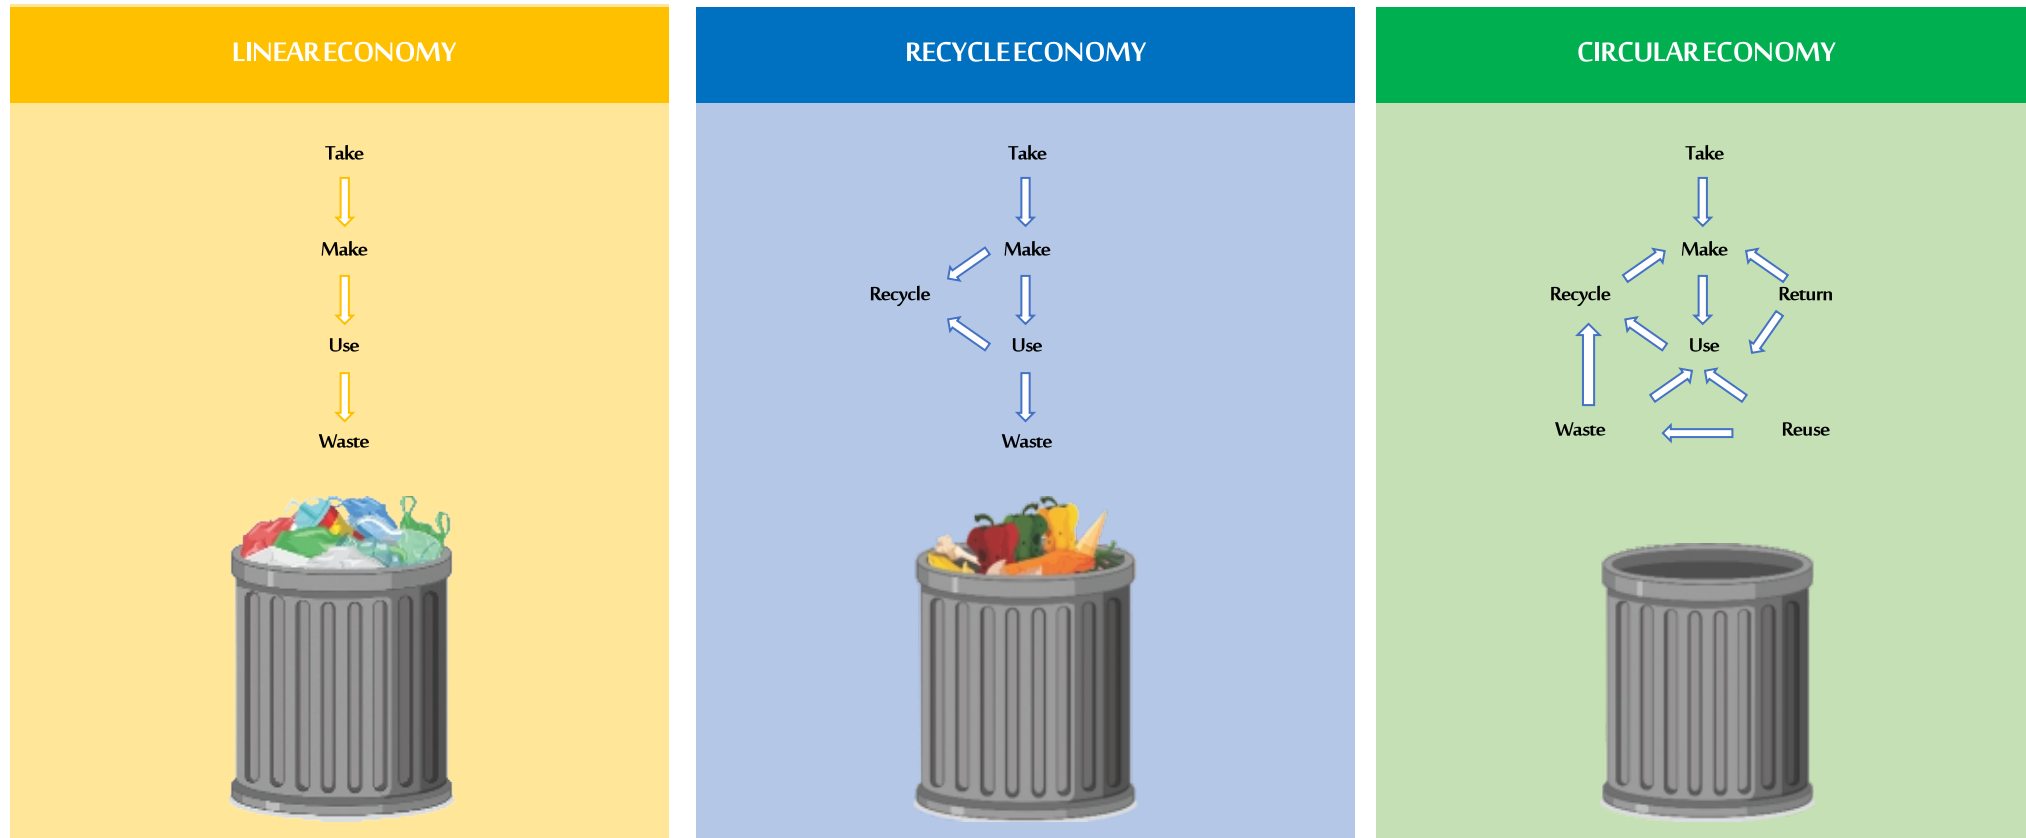 LINEAR ECONOMY
Take
Make
Use
Waste
RECYCLE ECONOMY
Take
Make
Recycle
Use
Waste
CIRCULAR ECONOMY
Take
Make
Recycle
Return
Use
Waste
Reuse